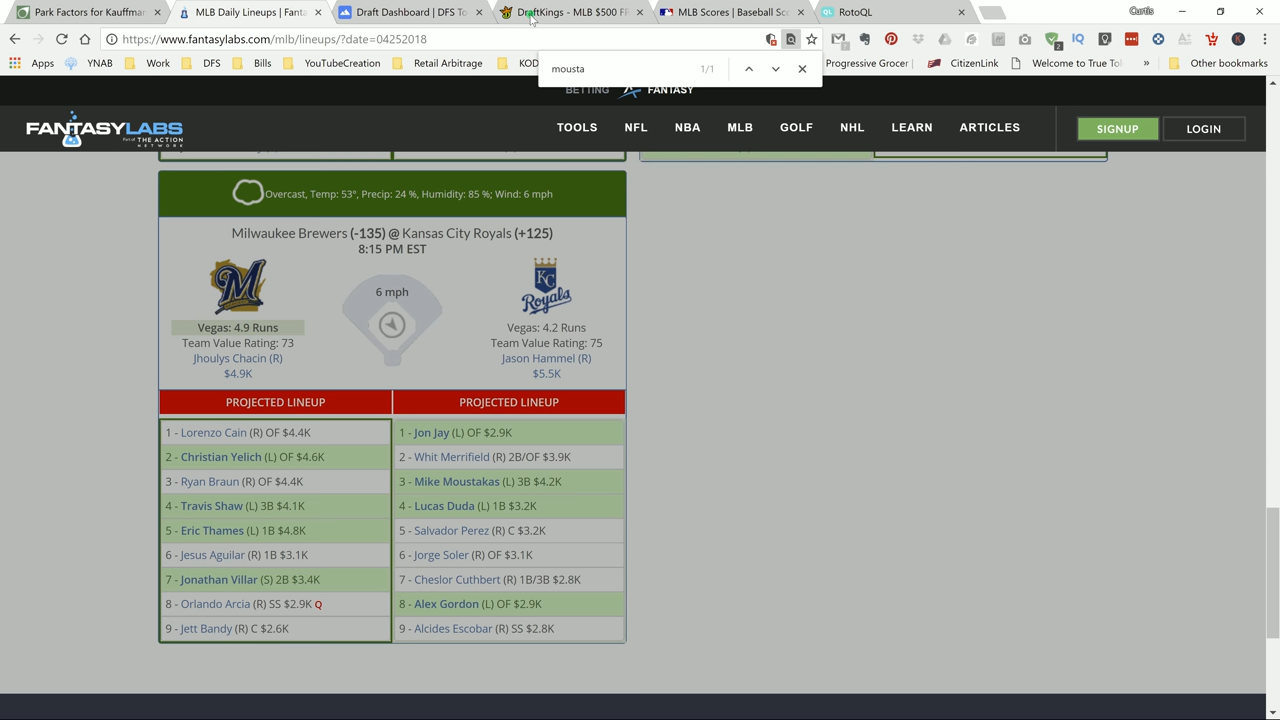 Park Factors for Kauffman
MLB Daily Lineups | Fanta
Draft Dashboard | DFS To
DraftKings - MLB $500 FR
MLB Scores | Baseball Sc
RotoQL
Curtis
https://www.fantasylabs.com/mlb/lineups/?date=04252018
Apps
YNAB
Work
DFS
Bills
YouTubeCreation
Retail Arbitrage
KOD
Progressive Grocer
CitizenLink
Welcome to True To
Other bookmarks
mousta
1/1
BETTING
FANTASY
FANTASYLABS
THE ACTION
NETWORK
TOOLS
NFL
NBA
MLB
GOLF
NHL
LEARN
ARTICLES
SIGNUP
LOGIN
Overcast, Temp: 53°, Precip: 24 %, Humidity: 85 %; Wind: 6 mph
Milwaukee Brewers (-135) @ Kansas City Royals (+125)
8:15 PM EST
6 mph
KC
Royals
Vegas: 4.9 Runs
Team Value Rating: 73
Jhoulys Chacin (R)
$4.9K
Vegas: 4.2 Runs
Team Value Rating: 75
Jason Hammel (R)
$5.5K
PROJECTED LINEUP
PROJECTED LINEUP
1 - Lorenzo Cain (R) OF $4.4K
2 - Christian Yelich (L) OF $4.6K
3 - Ryan Braun (R) OF $4.4K
4 - Travis Shaw (L) 3B $4.1K
5 - Eric Thames (L) 1B $4.8K
6 - Jesus Aguilar (R) 1B $3.1K
7 - Jonathan Villar (S) 2B $3.4K
8 - Orlando Arcia (R) SS $2.9K Q
9 - Jett Bandy (R) C $2.6K
1 - Jon Jay (L) OF $2.9K
2 - Whit Merrifield (R) 2B/OF $3.9K
3 - Mike Moustakas (L) 3B $4.2K
4 - Lucas Duda (L) 1B $3.2K
5 - Salvador Perez (R) C $3.2K
6 - Jorge Soler (R) OF $3.1K
7 - Cheslor Cuthbert (R) 1B/3B $2.8K
8 - Alex Gordon (L) OF $2.9K
9 - Alcides Escobar (R) SS $2.8K